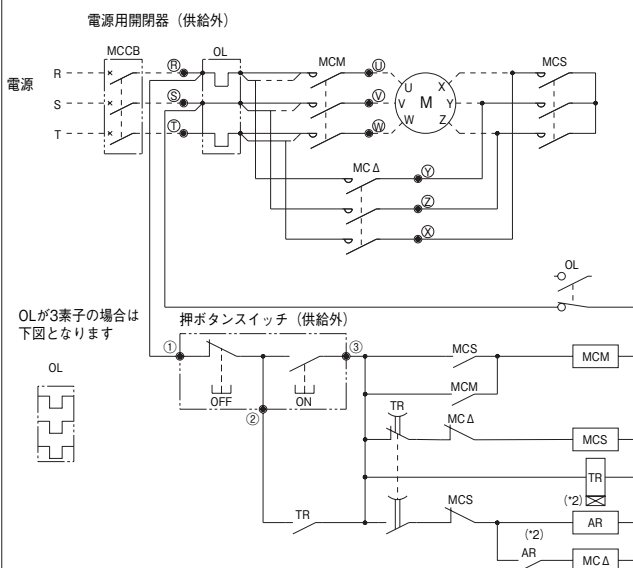 電源用開閉器（供給外）
MCCB
OL
MCM
MCS
電源
R
S
T
Ⓡ
Ⓢ
Ⓣ
Ⓤ
Ⓥ
Ⓦ
U
V
W
M
X
Y
Z
MCΔ
Ⓨ
Ⓩ
Ⓧ
OL
OLが3素子の場合は
下図となります
OL
押ボタンスイッチ（供給外）
①
OFF
②
ON
③
MCS
MCM
MCM
TR
MCΔ
MCS
TR
(*2)
TR
MCS
AR
(*2)
AR
MCΔ